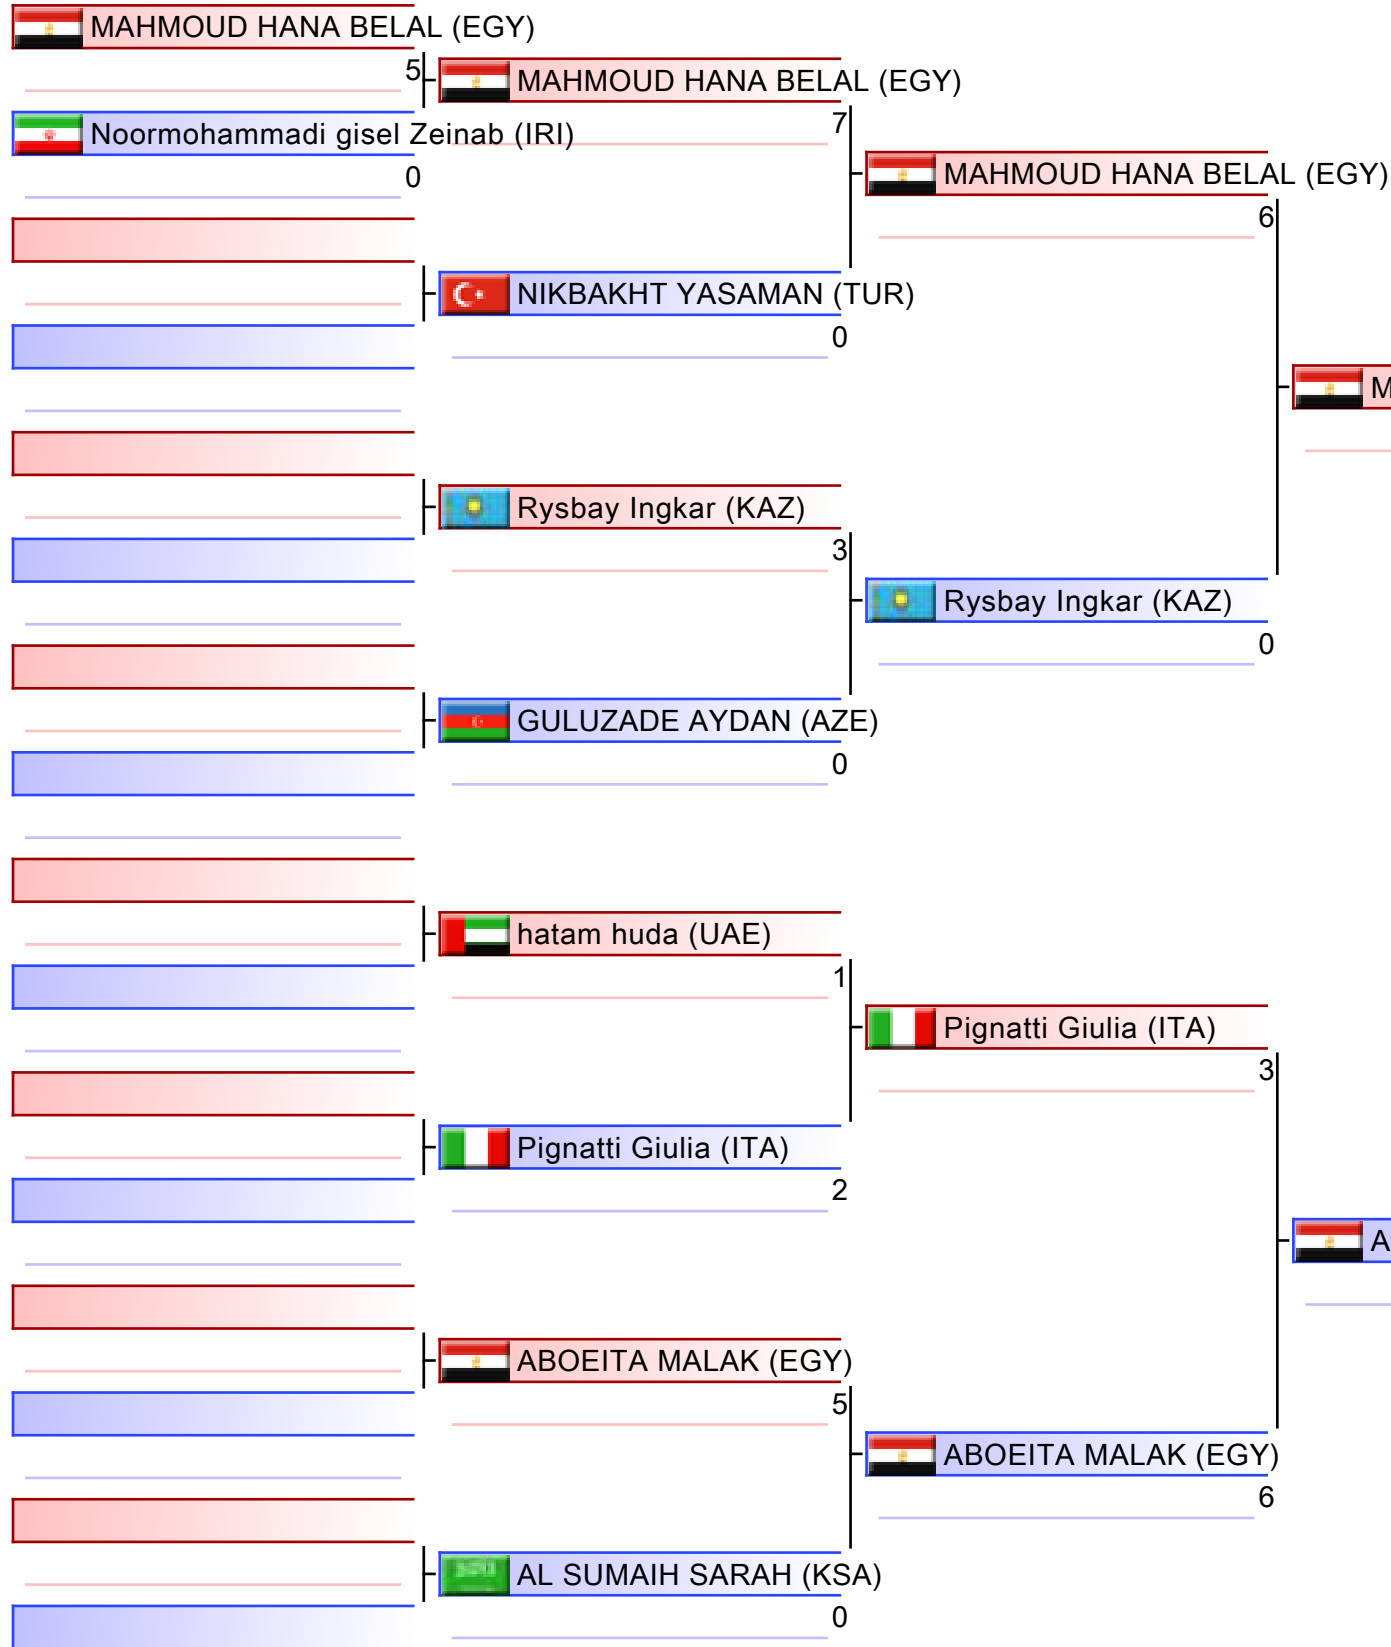 MAHMOUD HANA BELAL (EGY)
5
MAHMOUD HANA BELAL (EGY)
Noormohammadi gisel Zeinab (IRI)
7
0
MAHMOUD HANA BELAL (EGY)
6
NIKBAKHT YASAMAN (TUR)
0
M
Rysbay Ingkar (KAZ)
3
Rysbay Ingkar (KAZ)
0
GULUZADE AYDAN (AZE)
0
hatam huda (UAE)
1
Pignatti Giulia (ITA)
3
Pignatti Giulia (ITA)
2
A
ABOEITA MALAK (EGY)
5
ABOEITA MALAK (EGY)
6
AL SUMAIH SARAH (KSA)
0